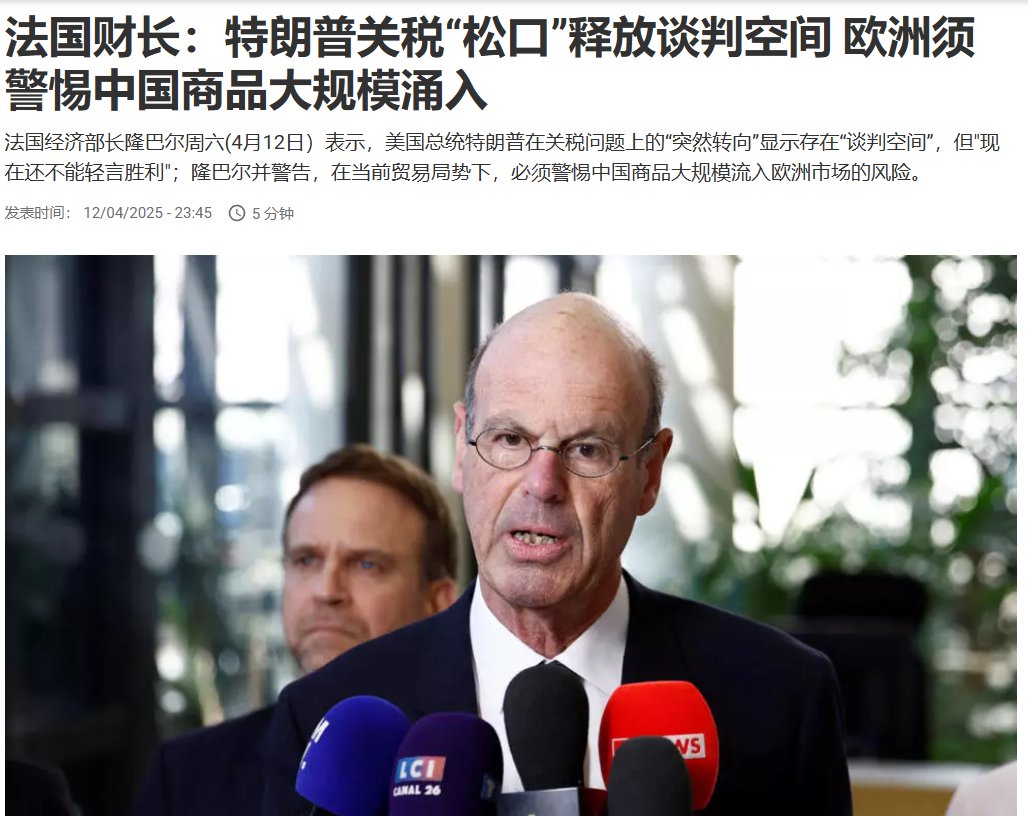 法国财长：特朗普关税“松口”释放谈判空间 欧洲须
警惕中国商品大规模涌入
法国经济部长隆巴尔周六(4月12日）表示，美国总统特朗普在关税问题上的“突然转向”显示存在“谈判空间”，但"现
在还不能轻言胜利"；隆巴尔并警告，在当前贸易局势下，必须警惕中国商品大规模流入欧洲市场的风险。
发表时间： 12/04/2025 - 23:45 5 分钟
LCI
CANAL 26